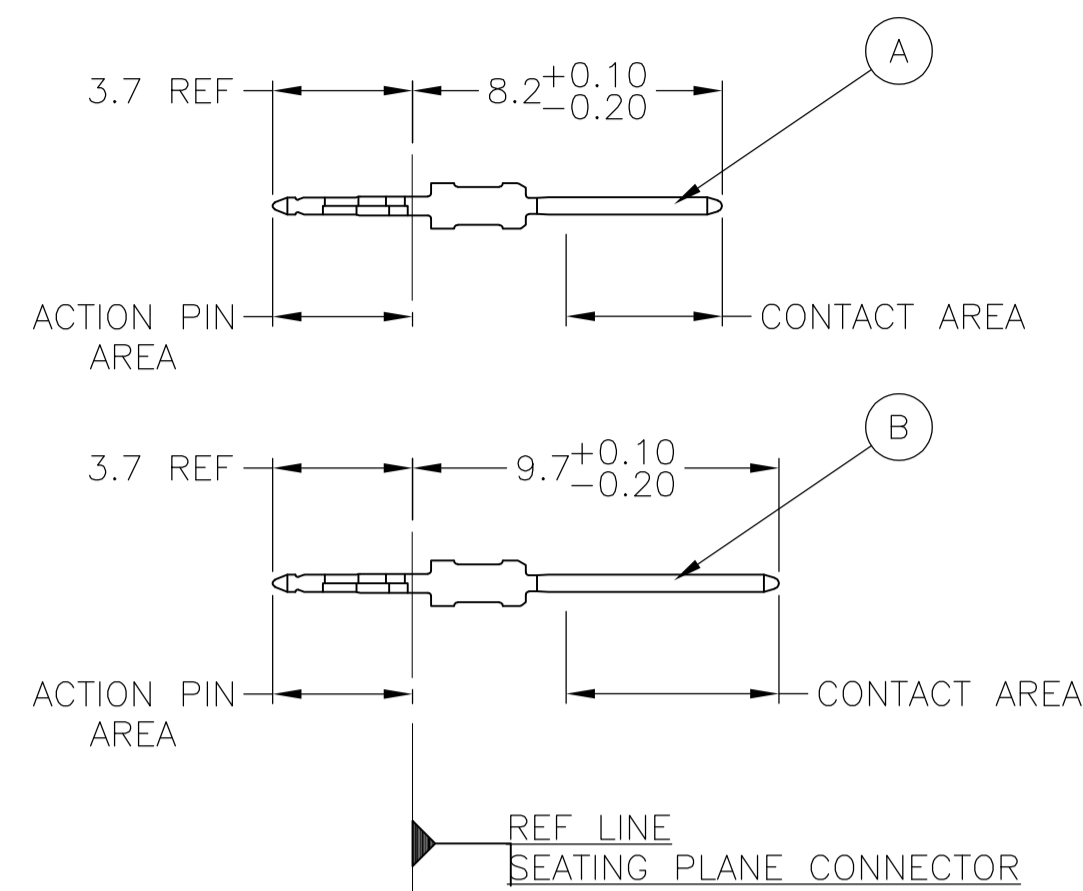 A
3.7 REF
8.2 +0.10 -0.20
ACTION PIN AREA
CONTACT AREA
B
3.7 REF
9.7 +0.10 -0.20
ACTION PIN AREA
CONTACT AREA
REF LINE
SEATING PLANE CONNECTOR